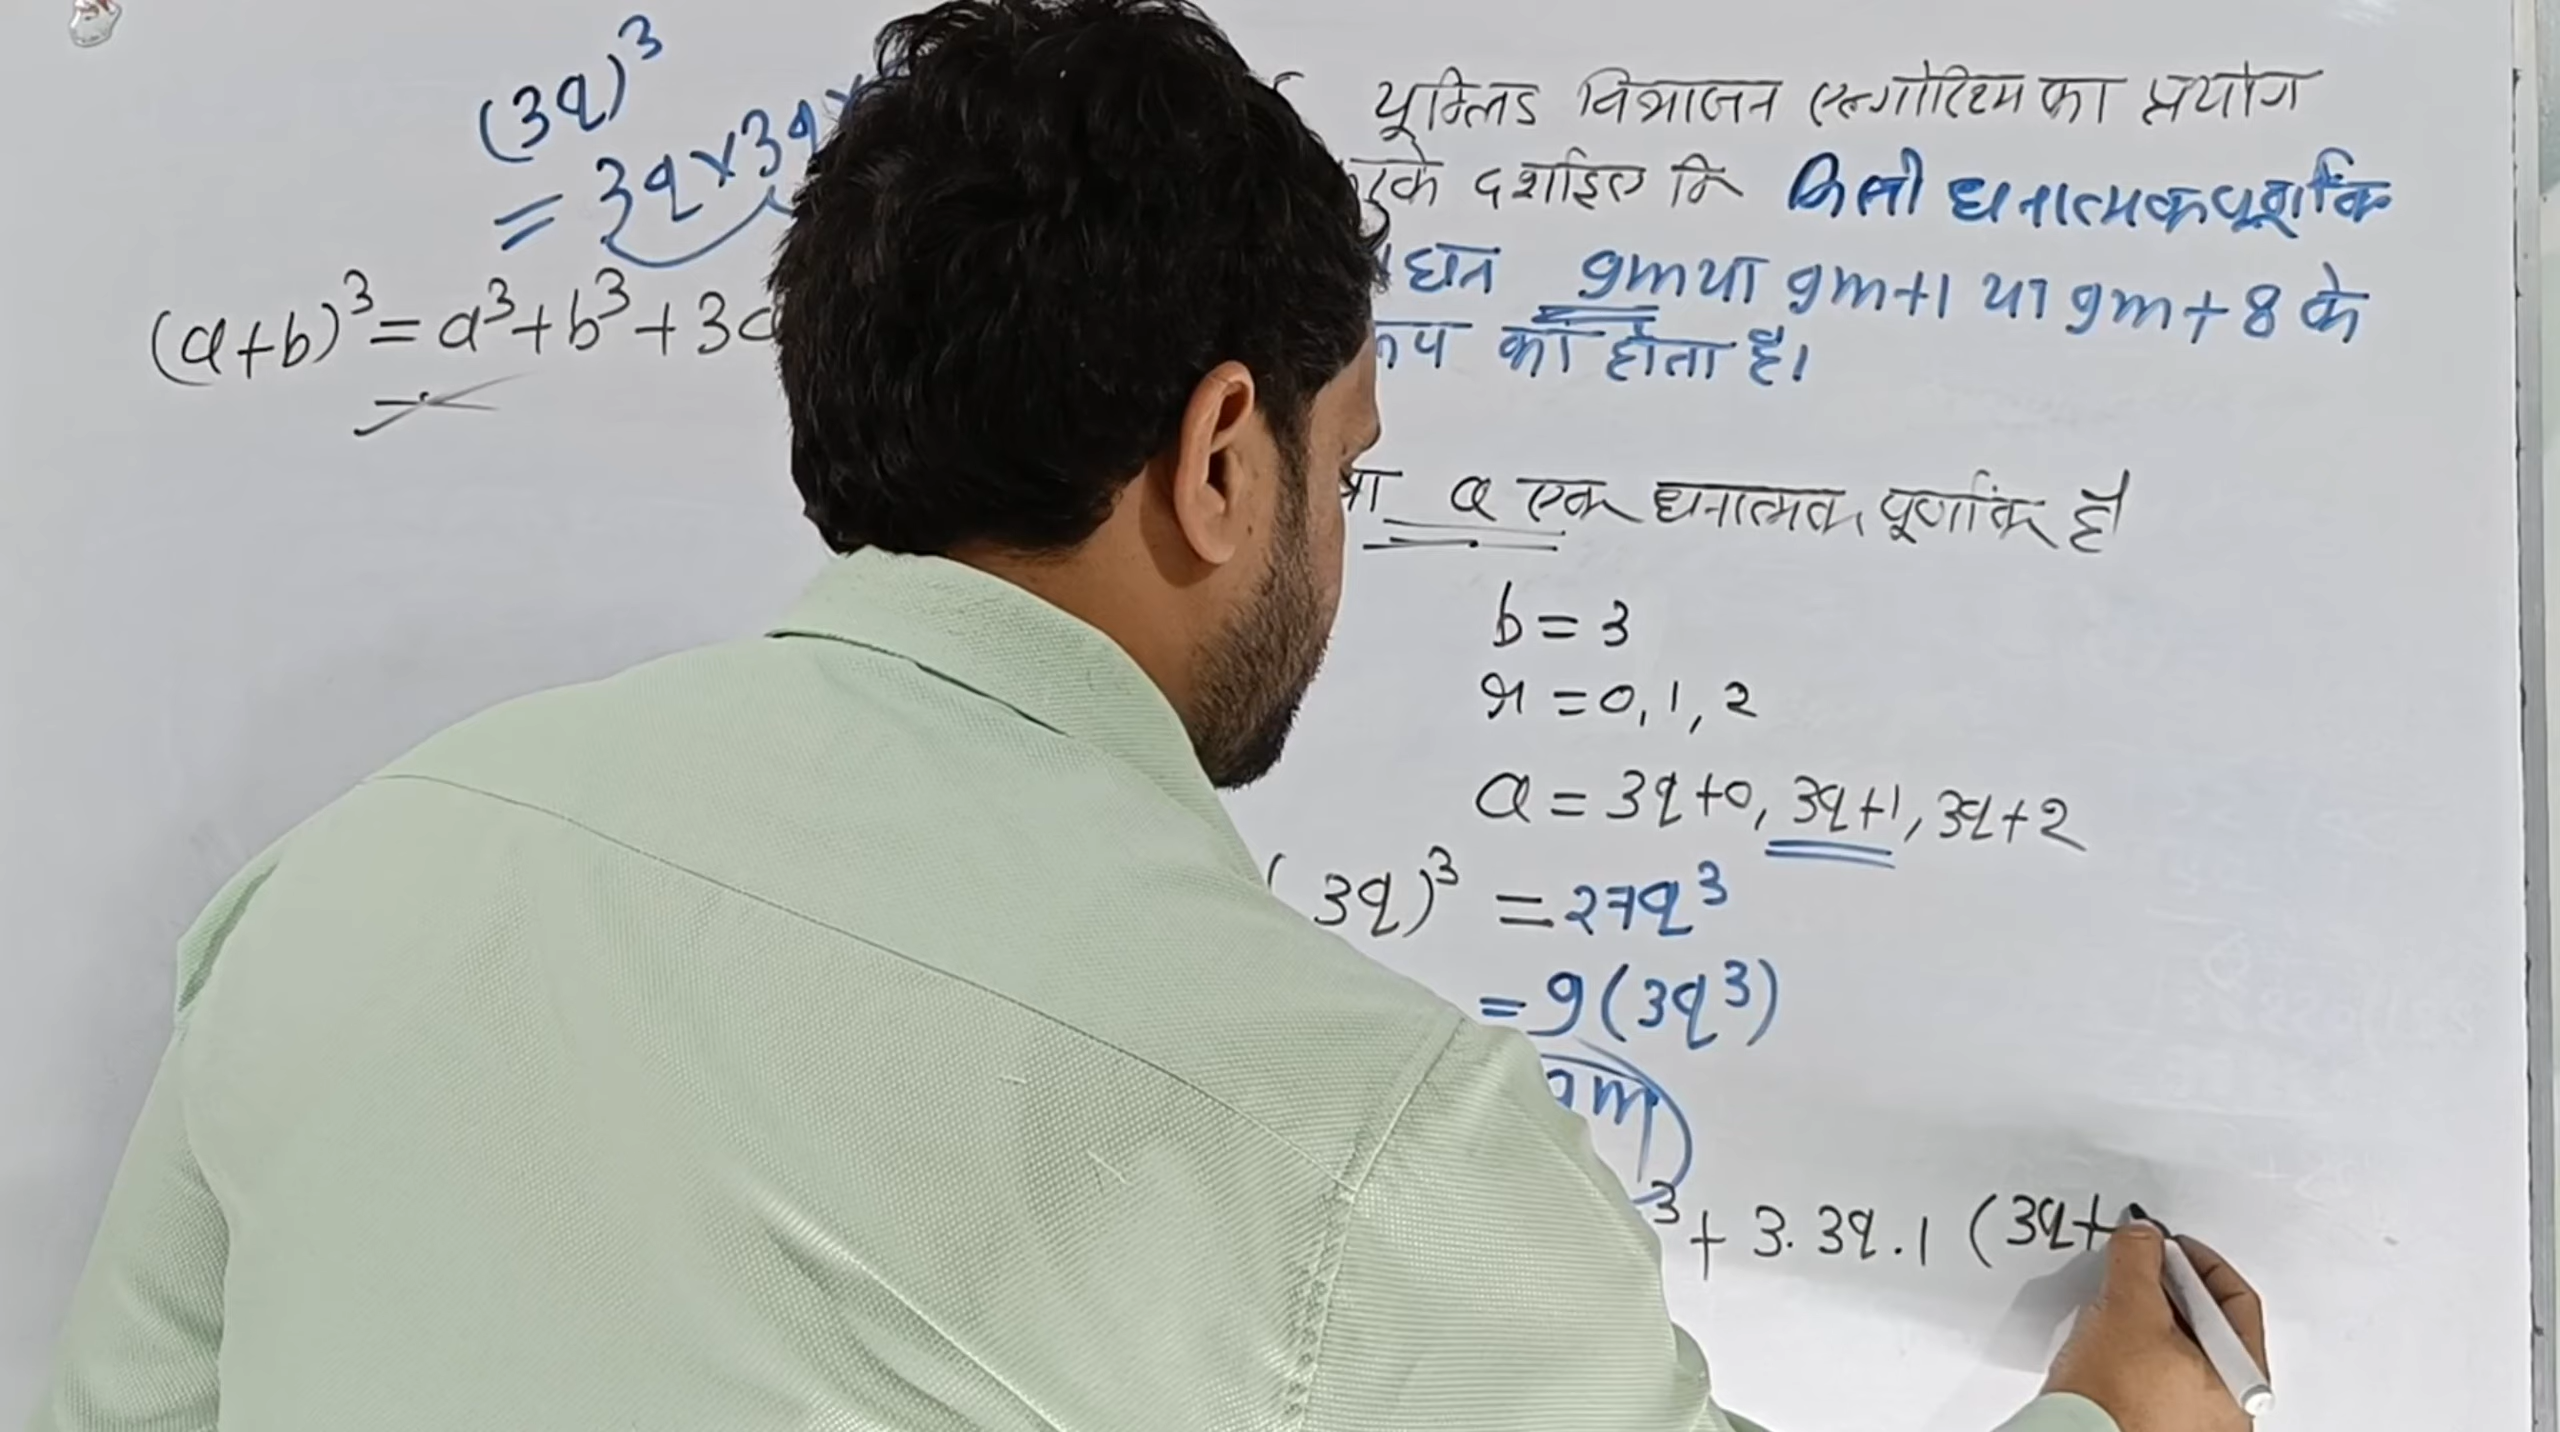 (3q)³
= 3q×3q
(a+b)³ = a³+b³+3
यूक्लिड विभाजन एल्गोरिथ्म का प्रयोग
करके दर्शाइए कि किसी धनात्मक पूर्णांक
घन 9m या 9m+1 या 9m+8 के
रूप का होता है।
a एक धनात्मक पूर्णांक है
b = 3
r = 0, 1, 2
a = 3q+0, 3q+1, 3q+2
(3q)³ = 27q³
= 9(3q³)
9m
³ + 3.3q.1 (3q+